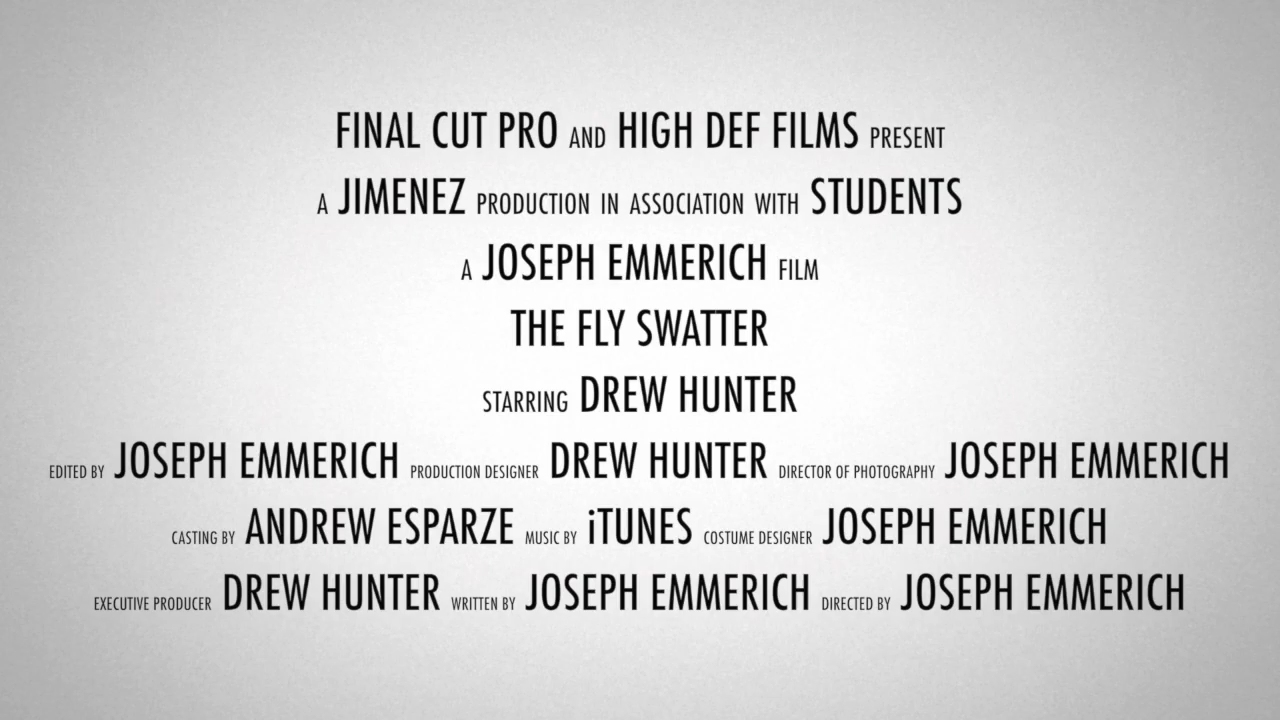 FINAL CUT PRO AND HIGH DEF FILMS PRESENT
A JIMENEZ PRODUCTION IN ASSOCIATION WITH STUDENTS
A JOSEPH EMMERICH FILM
THE FLY SWATTER
STARRING DREW HUNTER
EDITED BY JOSEPH EMMERICH PRODUCTION DESIGNER DREW HUNTER DIRECTOR OF PHOTOGRAPHY JOSEPH EMMERICH
CASTING BY ANDREW ESPARZE MUSIC BY iTUNES COSTUME DESIGNER JOSEPH EMMERICH
EXECUTIVE PRODUCER DREW HUNTER WRITTEN BY JOSEPH EMMERICH DIRECTED BY JOSEPH EMMERICH